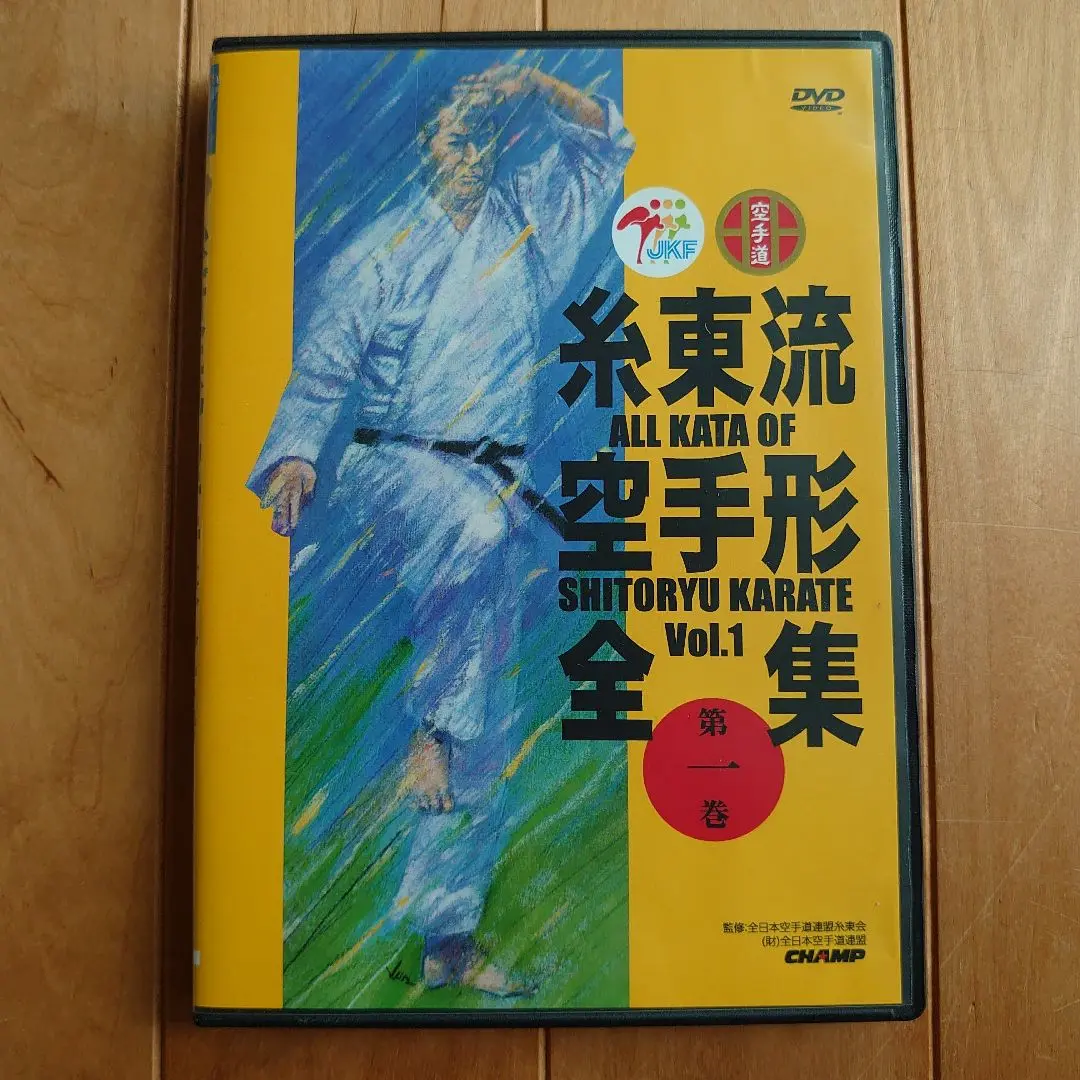 DVD
VIDEO
JKF
空手道
糸東流
ALL KATA OF
空手形
SHITORYU KARATE
Vol.1
全集
第一巻
監修:全日本空手道連盟糸東会
(財)全日本空手道連盟
CHAMP